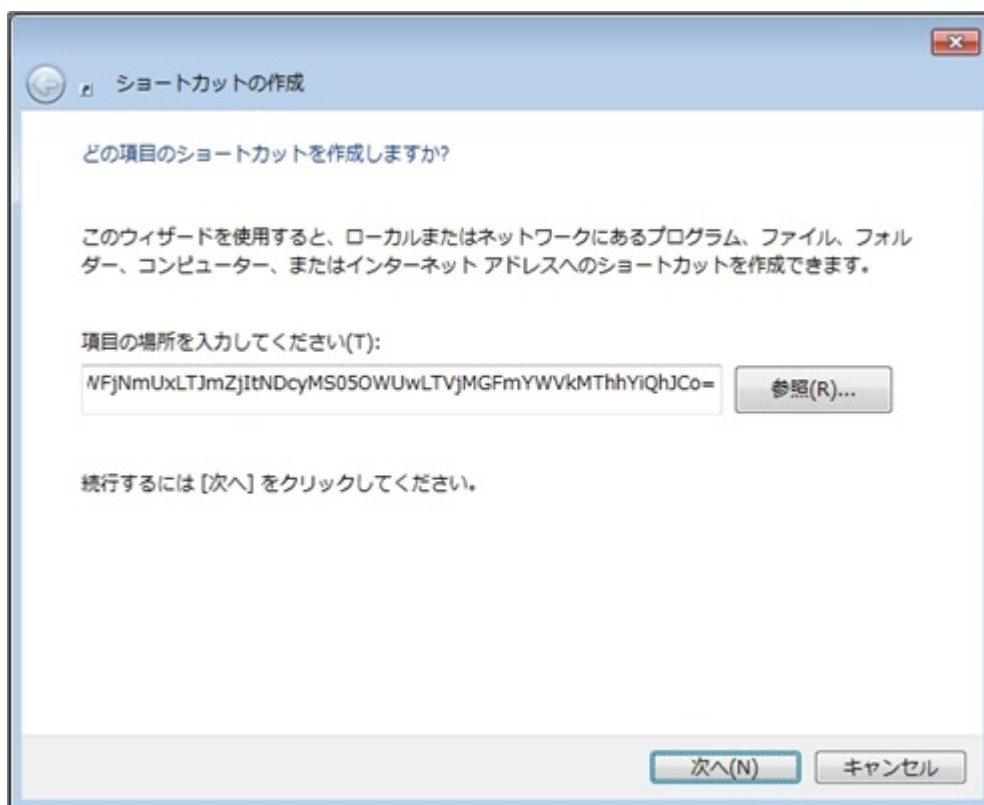 ショートカットの作成
どの項目のショートカットを作成しますか?
このウィザードを使用すると、ローカルまたはネットワークにあるプログラム、ファイル、フォル
ダー、コンピューター、またはインターネット アドレスへのショートカットを作成できます。
項目の場所を入力してください(T):
WFjNmUxLTJmZjItNDcyMS05OWUwLTVjMGFmYWVkMThhYiQhJCo=
参照(R)...
続行するには [次へ] をクリックしてください。
次へ(N)
キャンセル